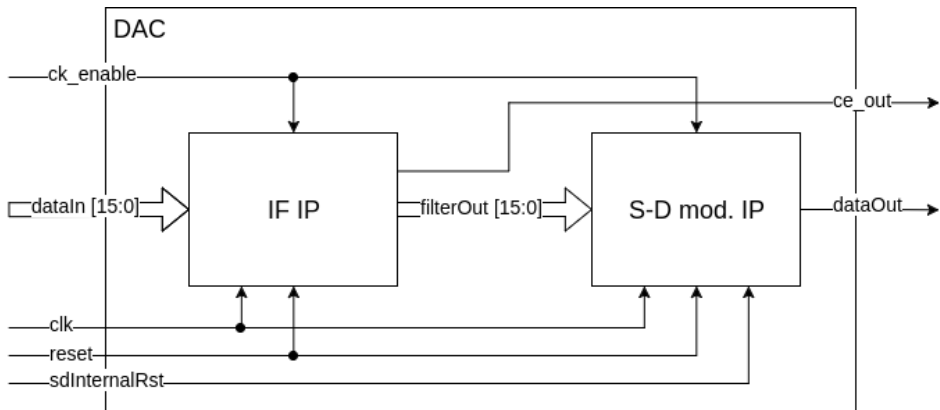 DAC
ck_enable
ce_out
dataIn [15:0]
IF IP
filterOut [15:0]
S-D mod. IP
dataOut
clk
reset
sdInternalRst